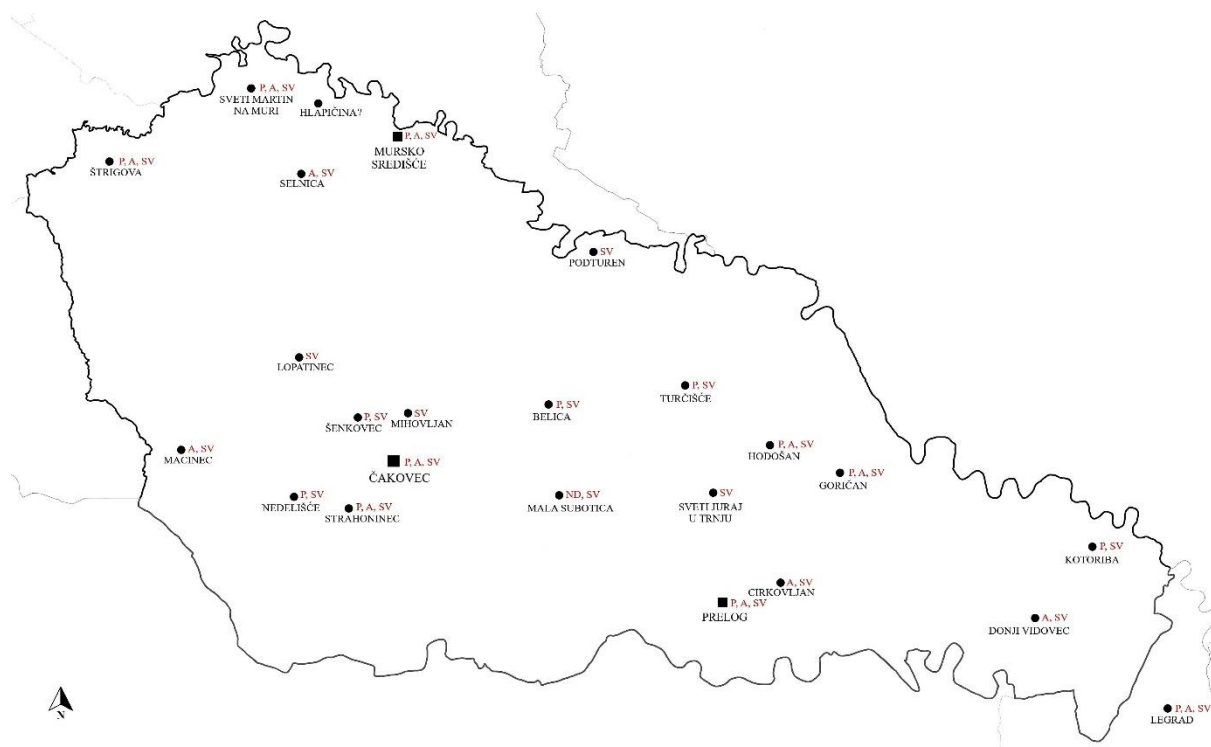 P, A, SV
SVETI MARTIN
NA MURI
HLAPIČINA?
P, A, SV
MURSKO
SREDIŠĆE
P, A, SV
ŠTRIGOVA
A, SV
SELNICA
SV
PODTUREN
SV
LOPATINEC
P, SV
TURČIŠĆE
P, SV
BELICA
P, SV
ŠENKOVEC
SV
MIHOVLJAN
A, SV
MACINEC
P, A, SV
ČAKOVEC
P, A, SV
HODOŠAN
P, A, SV
GORIČAN
P, SV
NEDELIŠĆE
P, A, SV
STRAHONINEC
ND, SV
MALA SUBOTICA
SV
SVETI JURAJ
U TRNJU
P, SV
KOTORIBA
A, SV
CIRKOVLJAN
P, A, SV
PRELOG
A, SV
DONJI VIDOVEC
P, A, SV
LEGRAD
N